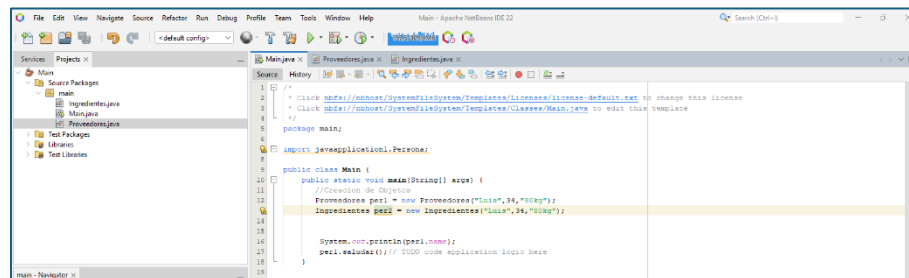 File Edit View Navigate Source Refactor Run Debug Profile Team Tools Window Help Main - Apache NetBeans IDE 22 Search (Ctrl+I)
<default config>
Services Projects × Main.java × Proveedores.java × Ingredientes.java ×
Source History
Main
Source Packages
main
Ingredientes.java
Main.java
Proveedores.java
Test Packages
Libraries
Test Libraries
1 /*
2 * Click nbfs://nbhost/SystemFileSystem/Templates/Licenses/license-default.txt to change this license
3 * Click nbfs://nbhost/SystemFileSystem/Templates/Classes/Main.java to edit this template
4 */
5 package main;
6
import javaapplication1.Persona;
8
9 public class Main {
10 public static void main(String[] args) {
11 //Creacion de Objetos
12 Proveedores per1 = new Proveedores("Luis",34,"80kg");
Ingredientes per2 = new Ingredientes("Luis",34,"80kg");
14
15
16 System.out.println(per1.name);
17 per1.saludar();// TODO code application logic here
18 }
19
main - Navigator ×